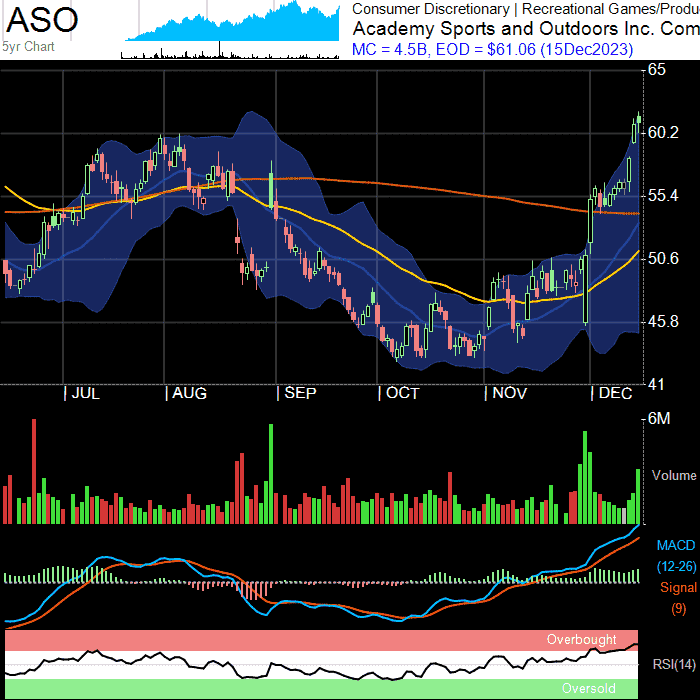 ASO
5yr Chart
Consumer Discretionary | Recreational Games/Produ
Academy Sports and Outdoors Inc. Com
MC = 4.5B, EOD = $61.06 (15Dec2023)
65
60.2
55.4
50.6
45.8
41
| JUL | AUG | SEP | OCT | NOV | DEC
6M
Volume
MACD
(12-26)
Signal
(9)
Overbought
RSI(14)
Oversold